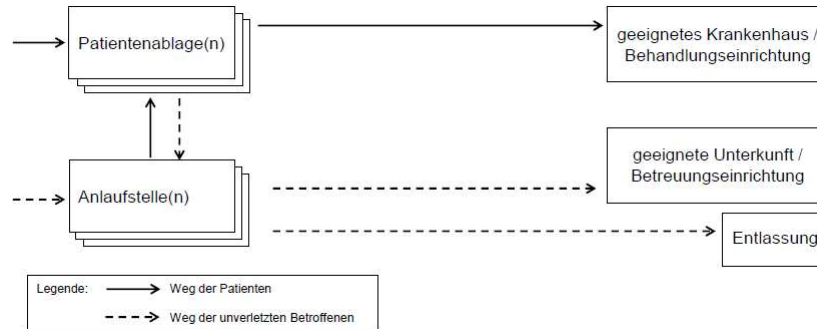 Patientenablage(n)
geeignetes Krankenhaus /
Behandlungseinrichtung
geeignete Unterkunft /
Betreuungseinrichtung
Anlaufstelle(n)
Entlassung
Legende:
Weg der Patienten
Weg der unverletzten Betroffenen